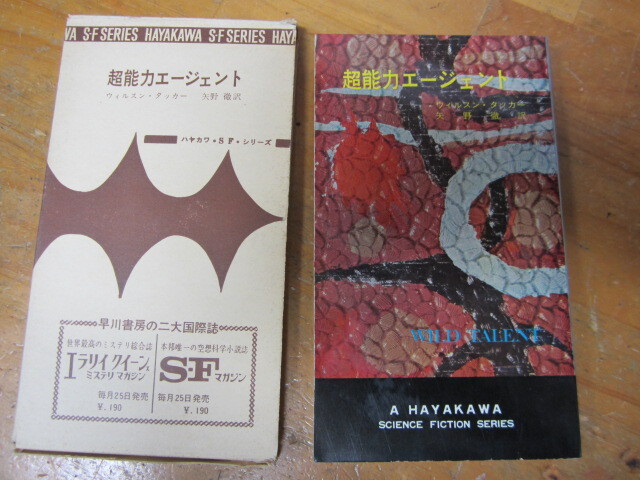 VA S-F SERIES HAYAKAWA S-F SERIES HAYA
超能力エージェント
ウィルスン・タッカー 矢野 徹訳
ハヤカワ・SF・シリーズ
早川書房の二大国際誌
世界最高のミステリ綜合誌
エラリイクイーンズ
ミステリ マガジン
毎月25日発売
¥.190
本邦唯一の空想科学小説誌
S-Fマガジン
毎月25日発売
¥.190
超能力エージェント
ウィルスン・タッカー
矢野 徹 訳
WILD TALENT
A HAYAKAWA
SCIENCE FICTION SERIES